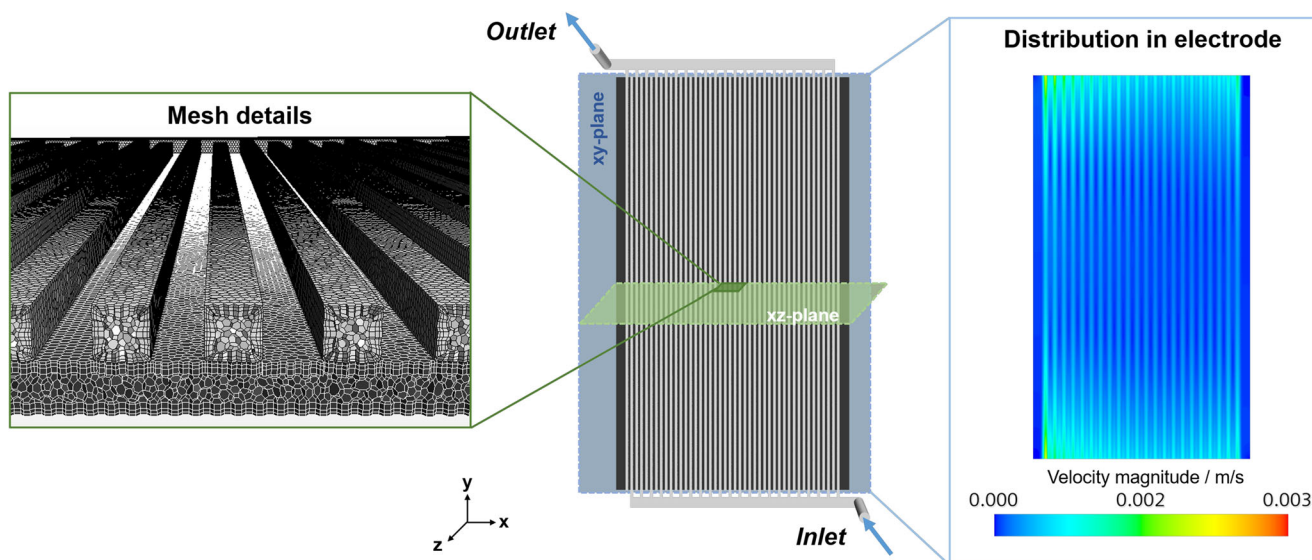 Outlet
Mesh details
xy-plane
xz-plane
y
x
z
Inlet
Distribution in electrode
Velocity magnitude / m/s
0.000 0.002 0.003